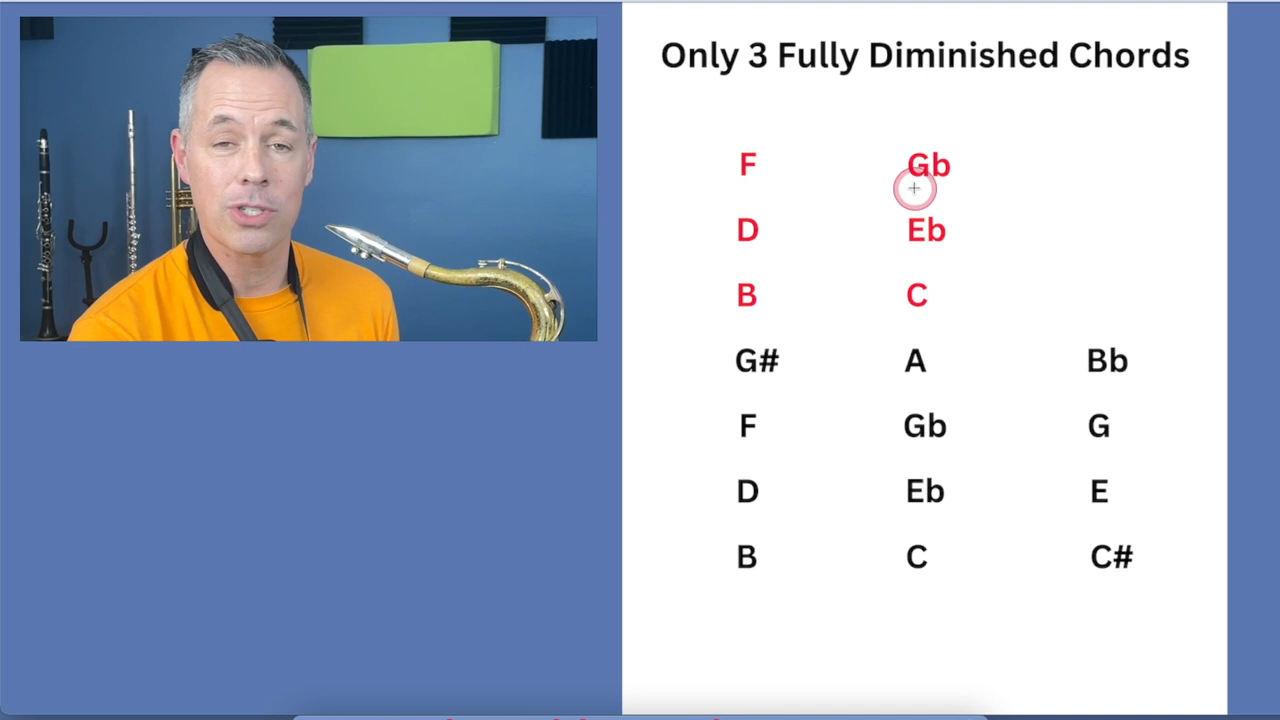 Only 3 Fully Diminished Chords
F Gb
D Eb
B C
G# A Bb
F Gb G
D Eb E
B C C#